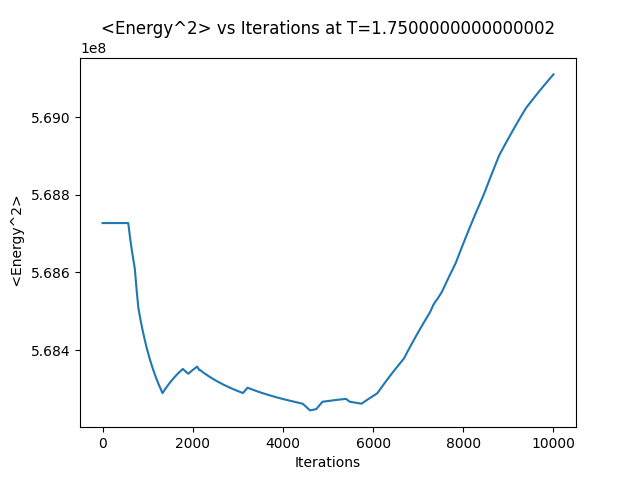 <Energy^2> vs Iterations at T=1.7500000000000002
1e8
5.690
5.688
5.686
5.684
<Energy^2>
0 2000 4000 6000 8000 10000
Iterations